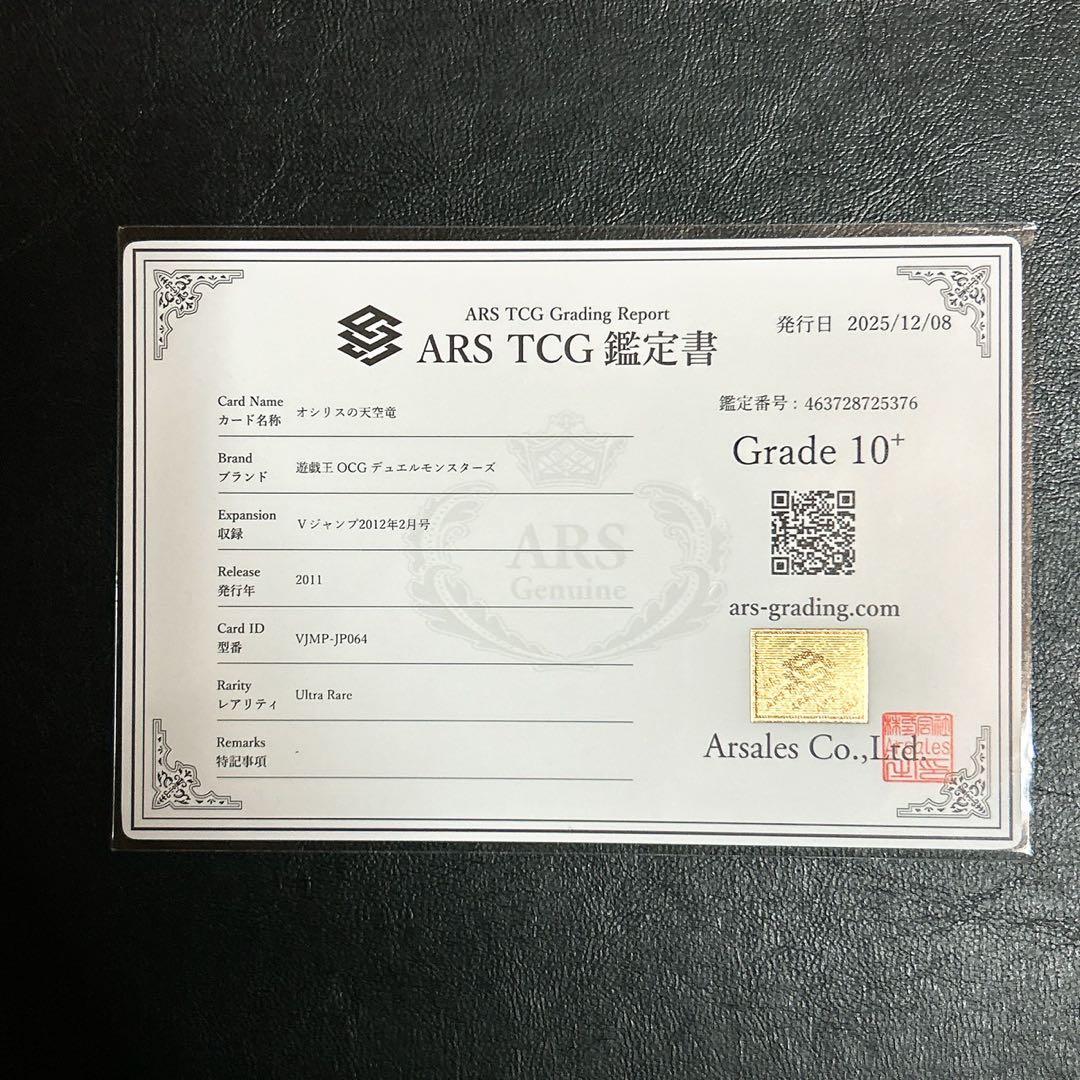 ARS TCG Grading Report
ARS TCG 鑑定書
発行日 2025/12/08
Card Name
カード名称 オシリスの天空竜
Brand
ブランド 遊戯王 OCG デュエルモンスターズ
Expansion
収録 Vジャンプ2012年2月号
Release
発行年 2011
Card ID
型番 VJMP-JP064
Rarity
レアリティ Ultra Rare
Remarks
特記事項 -
ARS
Genuine
鑑定番号 : 463728725376
Grade 10+
ars-grading.com
Arsales Co.,Ltd.
Arsales